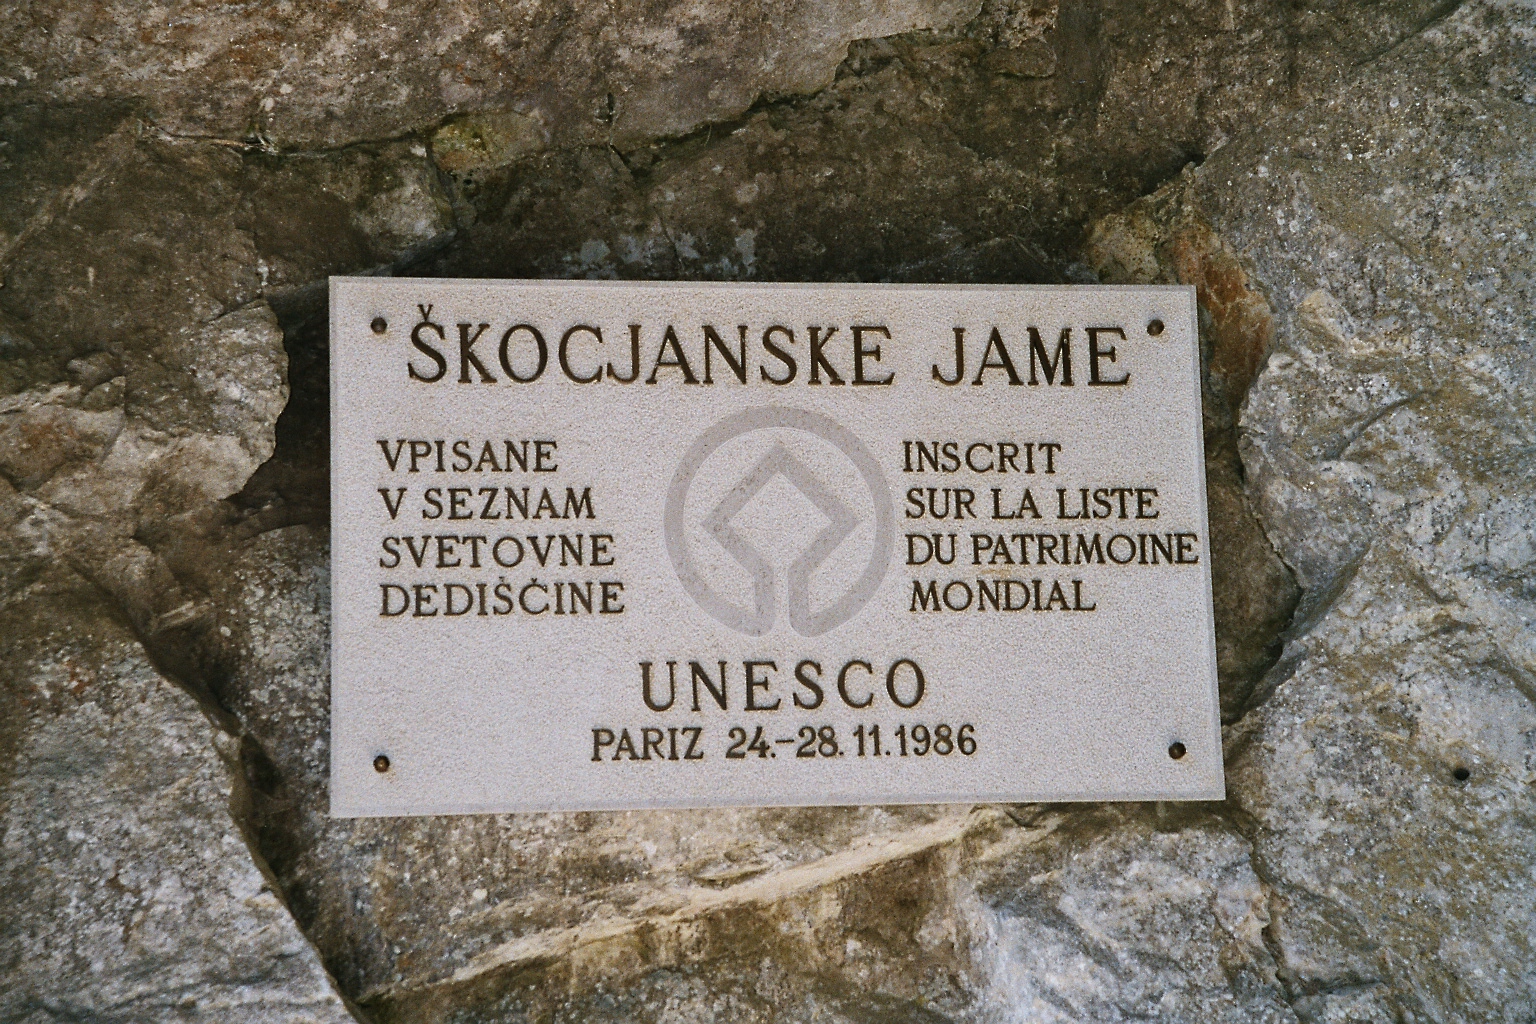 ŠKOCJANSKE JAME
VPISANE
V SEZNAM
SVETOVNE
DEDIŠČINE
INSCRIT
SUR LA LISTE
DU PATRIMOINE
MONDIAL
UNESCO
PARIZ 24.-28.11.1986